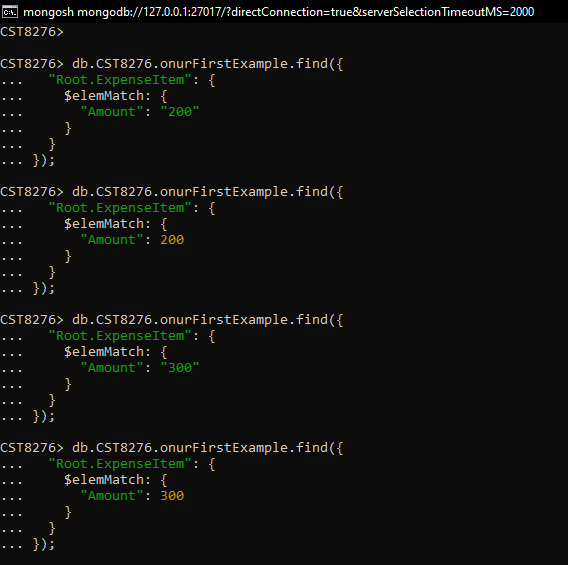 mongosh mongodb://127.0.0.1:27017/?directConnection=true&serverSelectionTimeoutMS=2000
CST8276>
CST8276> db.CST8276.onurFirstExample.find({
...   "Root.ExpenseItem": {
...     $elemMatch: {
...       "Amount": "200"
...     }
...   }
... });
CST8276> db.CST8276.onurFirstExample.find({
...   "Root.ExpenseItem": {
...     $elemMatch: {
...       "Amount": 200
...     }
...   }
... });
CST8276> db.CST8276.onurFirstExample.find({
...   "Root.ExpenseItem": {
...     $elemMatch: {
...       "Amount": "300"
...     }
...   }
... });
CST8276> db.CST8276.onurFirstExample.find({
...   "Root.ExpenseItem": {
...     $elemMatch: {
...       "Amount": 300
...     }
...   }
... });